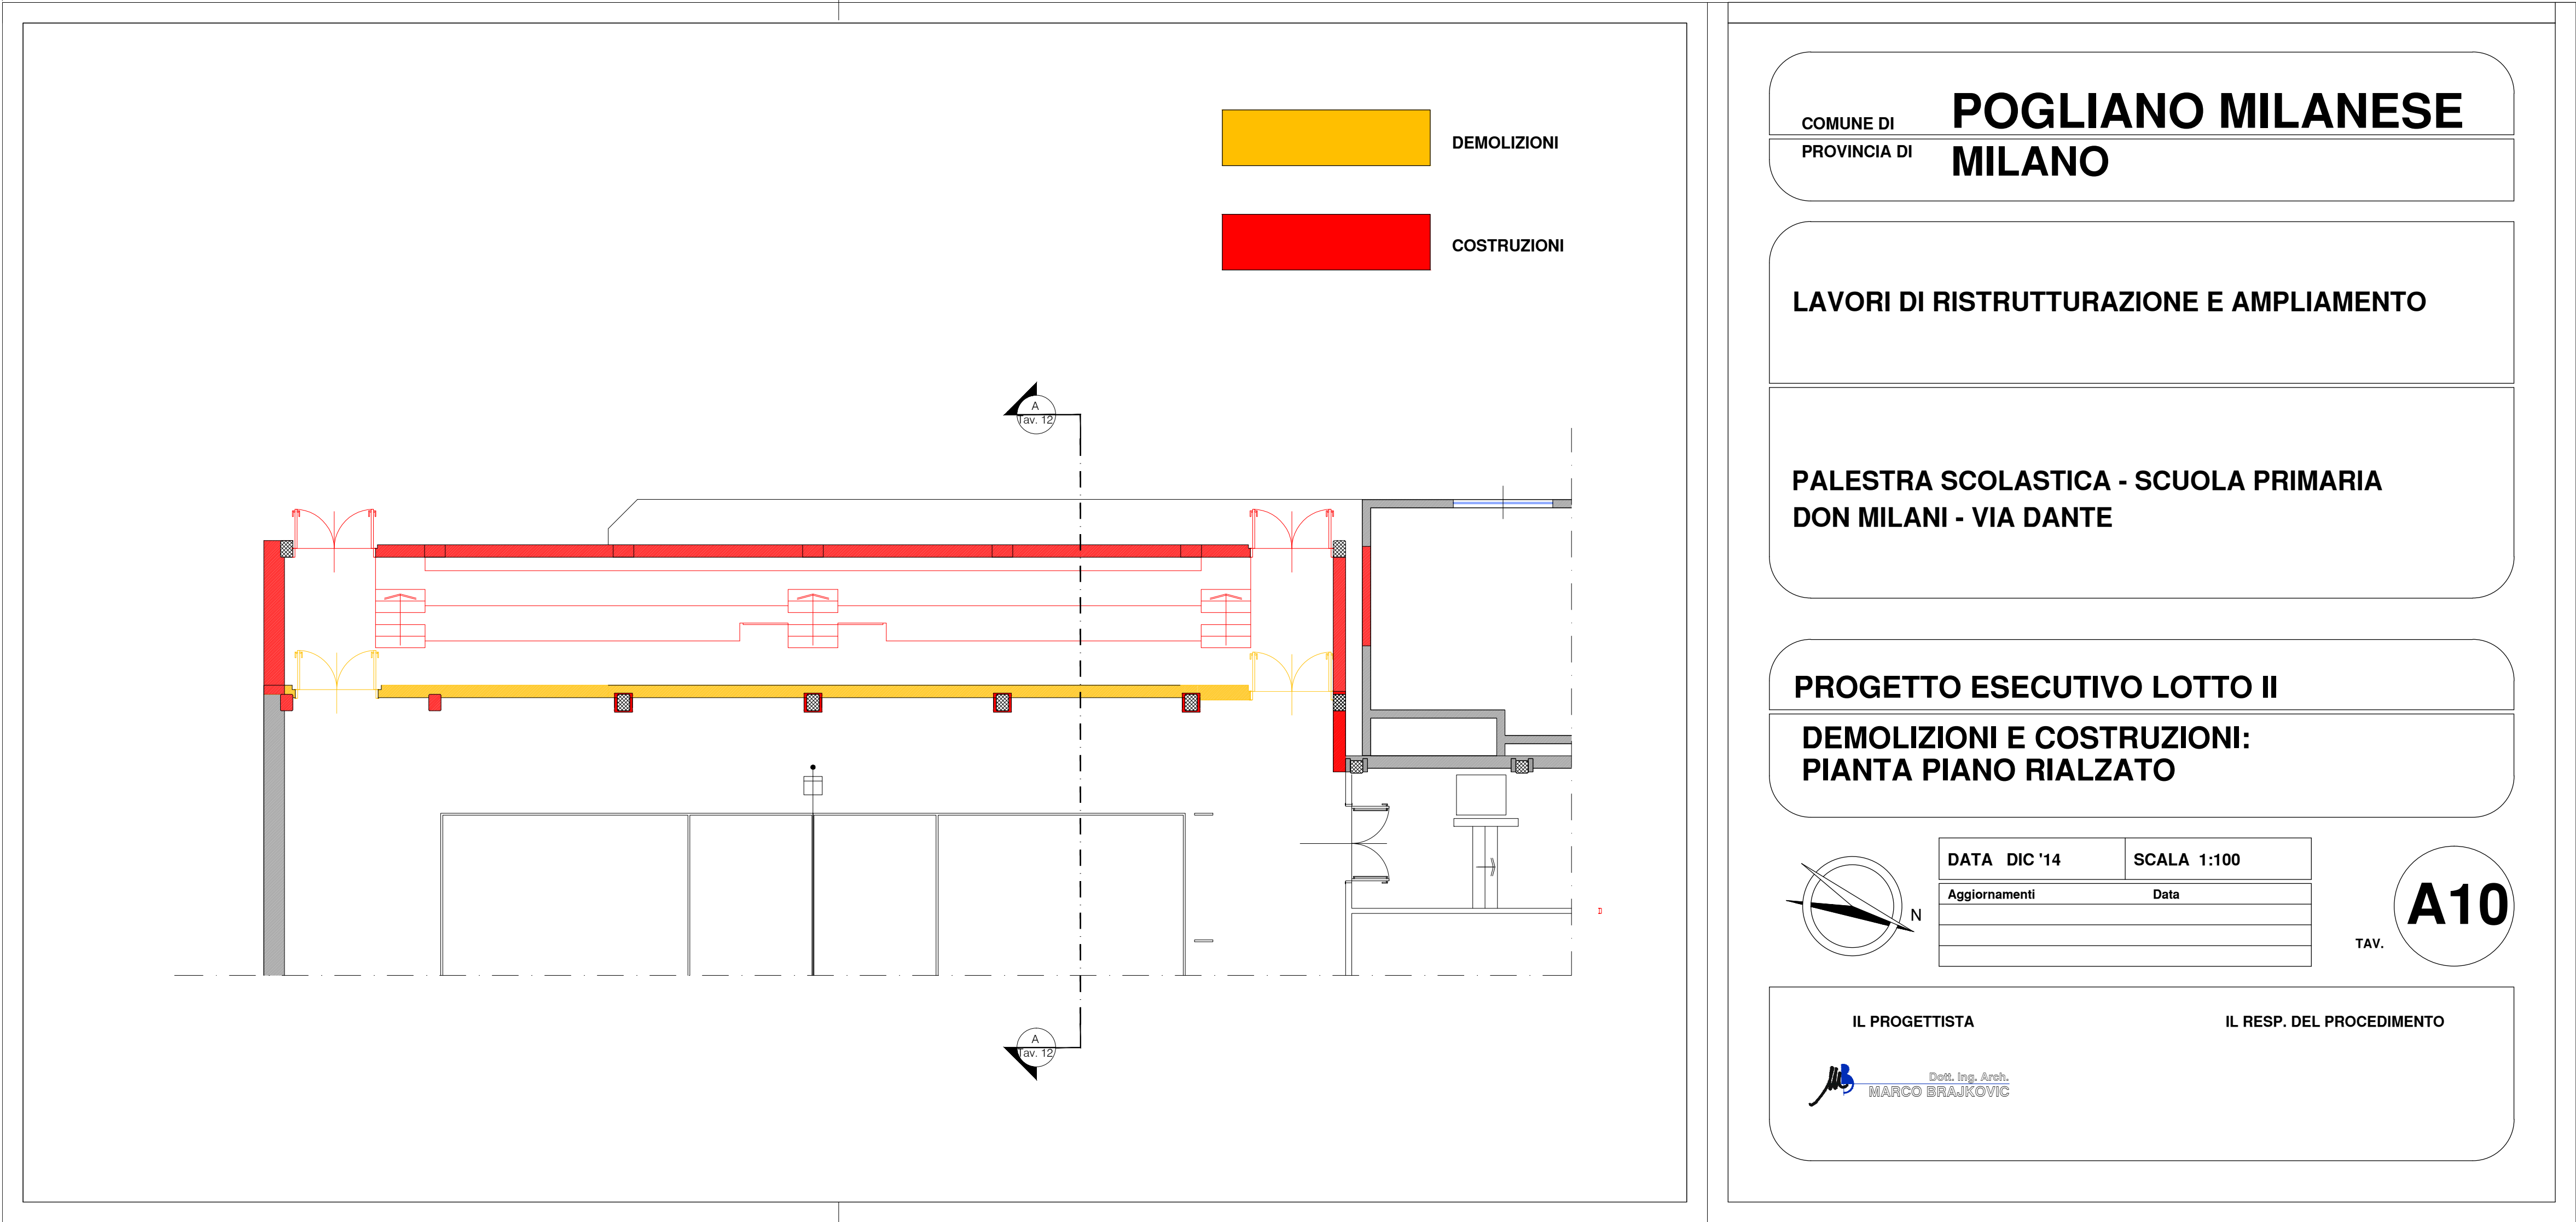 DEMOLIZIONI
COSTRUZIONI
A
Tav. 12
A
Tav. 12
COMUNE DI POGLIANO MILANESE
PROVINCIA DI MILANO
LAVORI DI RISTRUTTURAZIONE E AMPLIAMENTO
PALESTRA SCOLASTICA - SCUOLA PRIMARIA
DON MILANI - VIA DANTE
PROGETTO ESECUTIVO LOTTO II
DEMOLIZIONI E COSTRUZIONI:
PIANTA PIANO RIALZATO
N
DATA DIC '14 SCALA 1:100
Aggiornamenti Data
TAV. A10
IL PROGETTISTA IL RESP. DEL PROCEDIMENTO
MB
Dott. Ing. Arch.
MARCO BRAJKOVIC